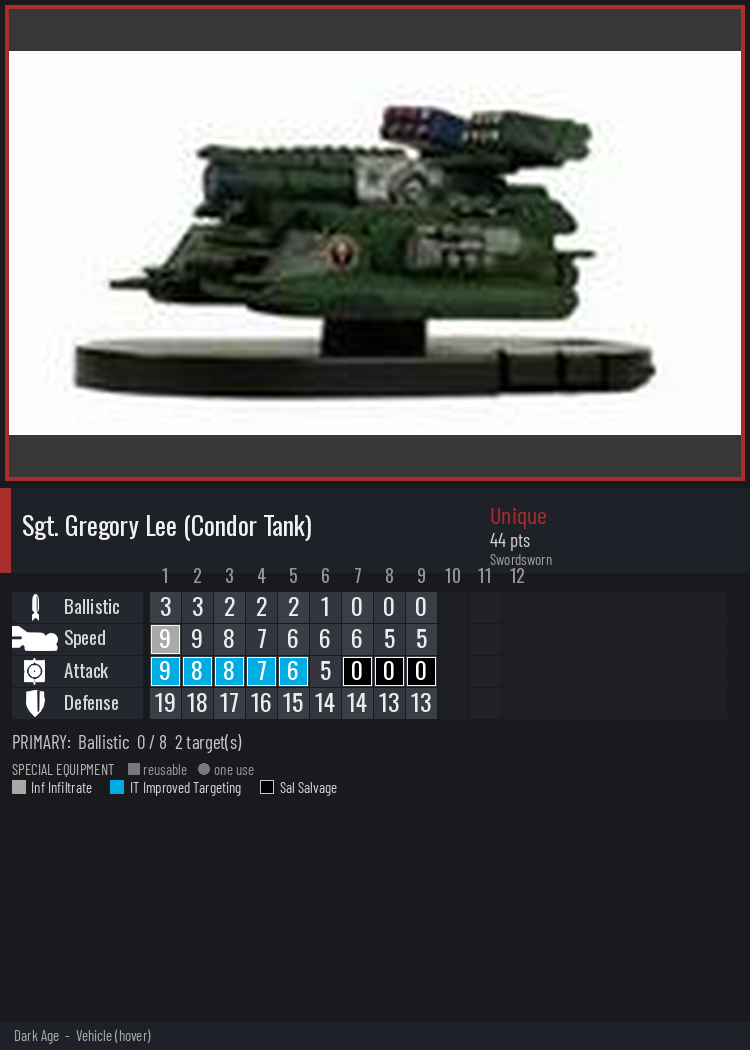 Sgt. Gregory Lee (Condor Tank)
Unique
44 pts
Swordsworn
1 2 3 4 5 6 7 8 9 10 11 12
Ballistic 3 3 2 2 2 1 0 0 0
Speed 9 9 8 7 6 6 6 5 5
Attack 9 8 8 7 6 5 0 0 0
Defense 19 18 17 16 15 14 14 13 13
PRIMARY: Ballistic 0 / 8 2 target(s)
SPECIAL EQUIPMENT reusable one use
Inf Infiltrate IT Improved Targeting Sal Salvage
Dark Age - Vehicle (hover)